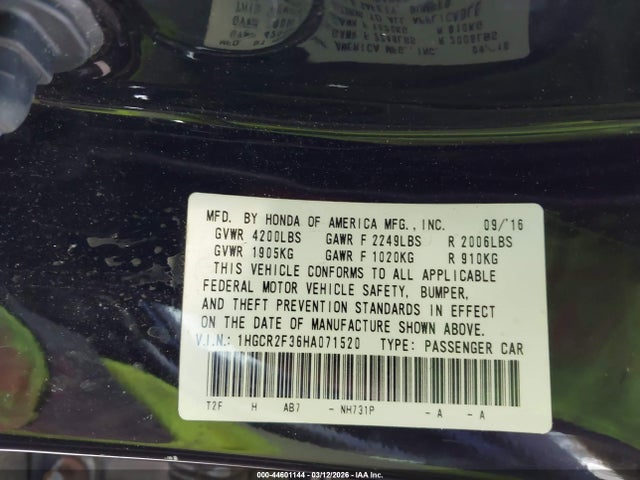 MFD. BY HONDA OF AMERICA MFG., INC. 09/'16
GVWR 4200LBS GAWR F 2249LBS R 2006LBS
GVWR 1905KG GAWR F 1020KG R 910KG
THIS VEHICLE CONFORMS TO ALL APPLICABLE
FEDERAL MOTOR VEHICLE SAFETY, BUMPER,
AND THEFT PREVENTION STANDARDS IN EFFECT
ON THE DATE OF MANUFACTURE SHOWN ABOVE.
V.I.N.: 1HGCR2F36HA071520 TYPE: PASSENGER CAR
T2F H AB7 - NH731P - A - A
000-44601144 - 03/12/2026 - IAA Inc.